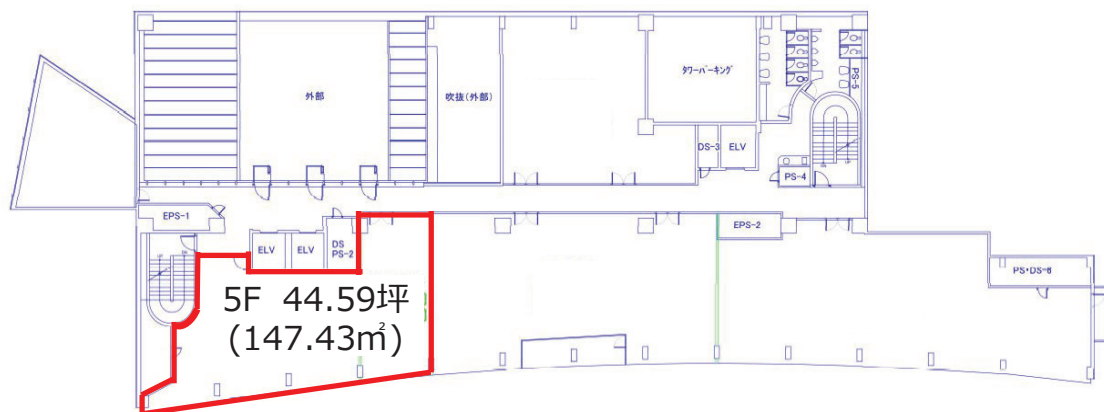 外部
吹抜(外部)
タワーパーキング
PS-5
DS-3
ELV
PS-4
EPS-1
ELV
ELV
DS
PS-2
EPS-2
PS・DS-6
5F 44.59坪
(147.43㎡)